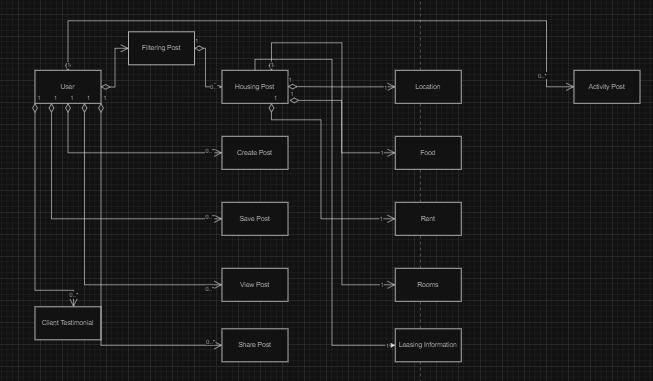 Filtering Post
1
User
Housing Post
Location
Activity Post
0..*
1
1
1
1
1
1
1
1
1
Create Post
Food
0..*
1
Save Post
Rent
0..*
1
View Post
Rooms
0..*
1
0..*
Client Testimonial
Share Post
Leasing Information
0..*
1